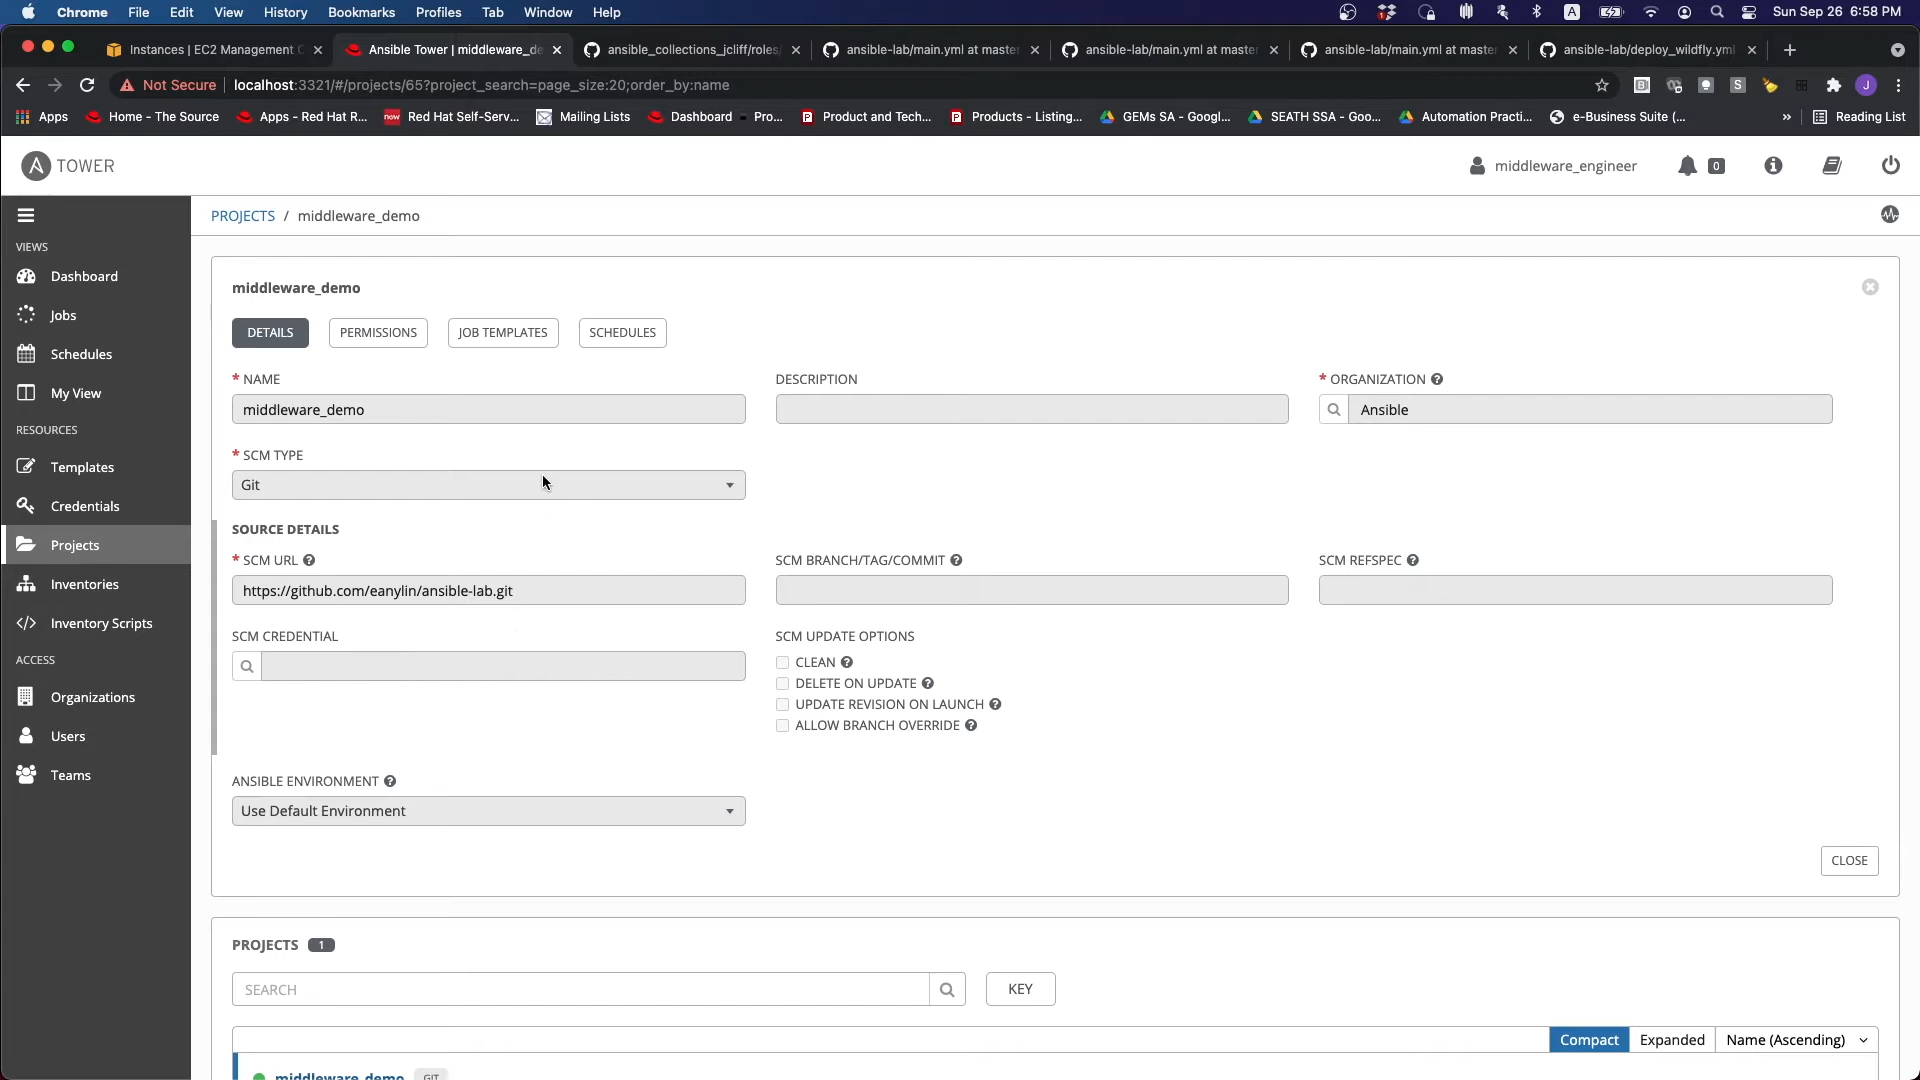 Chrome File Edit View History Bookmarks Profiles Tab Window Help 1 A Sun Sep 26 6:58 PM
Instances | EC2 Management C Ansible Tower | middleware_de ansible_collections_jcliff/roles/ ansible-lab/main.yml at master ansible-lab/main.yml at master ansible-lab/main.yml at master ansible-lab/deploy_wildfly.yml
Not Secure localhost:3321/#/projects/65?project_search=page_size:20;order_by:name S J
Apps Home - The Source Apps - Red Hat R... now Red Hat Self-Serv... Mailing Lists Dashboard - Pro... Product and Tech... Products - Listing... GEMs SA - Googl... SEATH SSA - Goo... Automation Practi... e-Business Suite (... » Reading List
A TOWER middleware_engineer 0
PROJECTS / middleware_demo
VIEWS
Dashboard
Jobs
Schedules
My View
RESOURCES
Templates
Credentials
Projects
Inventories
Inventory Scripts
ACCESS
Organizations
Users
Teams
middleware_demo
DETAILS PERMISSIONS JOB TEMPLATES SCHEDULES
* NAME DESCRIPTION * ORGANIZATION
middleware_demo Ansible
* SCM TYPE
Git
SOURCE DETAILS
* SCM URL SCM BRANCH/TAG/COMMIT SCM REFSPEC
https://github.com/eanylin/ansible-lab.git
SCM CREDENTIAL SCM UPDATE OPTIONS
CLEAN
DELETE ON UPDATE
UPDATE REVISION ON LAUNCH
ALLOW BRANCH OVERRIDE
ANSIBLE ENVIRONMENT
Use Default Environment
CLOSE
PROJECTS 1
SEARCH KEY
Compact Expanded Name (Ascending)
middleware_demo GIT